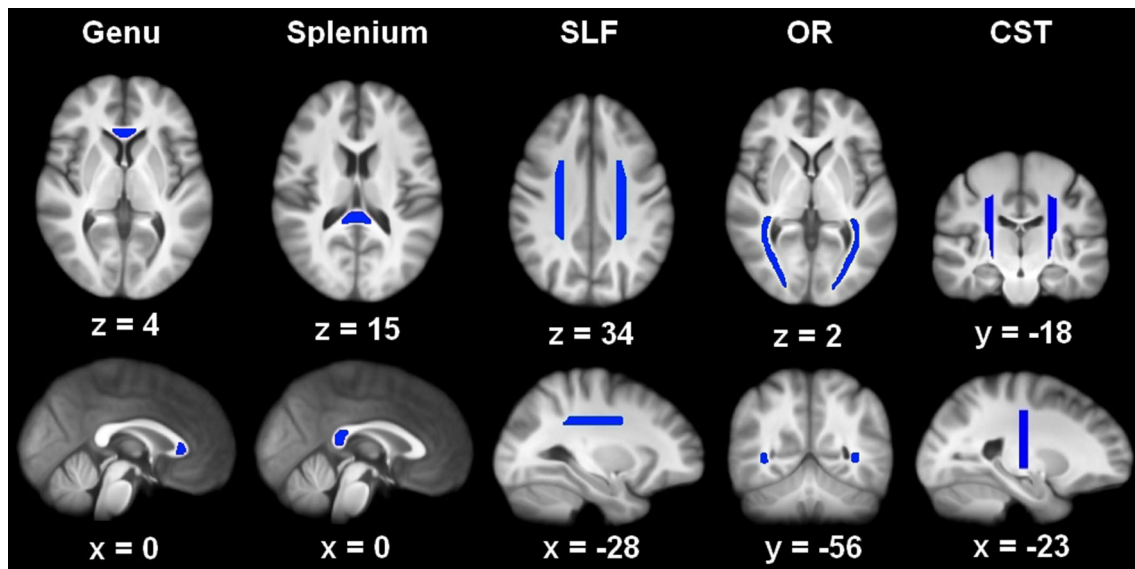 Genu Splenium SLF OR CST
z = 4 z = 15 z = 34 z = 2 y = -18
x = 0 x = 0 x = -28 y = -56 x = -23